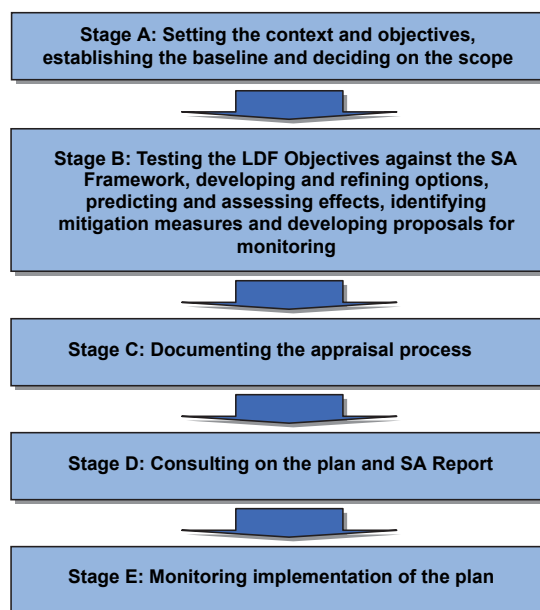 Stage A: Setting the context and objectives,
establishing the baseline and deciding on the scope
Stage B: Testing the LDF Objectives against the SA
Framework, developing and refining options,
predicting and assessing effects, identifying
mitigation measures and developing proposals for
monitoring
Stage C: Documenting the appraisal process
Stage D: Consulting on the plan and SA Report
Stage E: Monitoring implementation of the plan